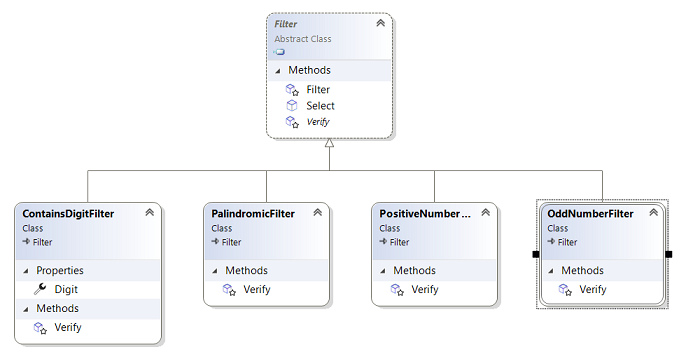 Filter
Abstract Class
Methods
Filter
Select
Verify
ContainsDigitFilter
Class
Filter
Properties
Digit
Methods
Verify
PalindromicFilter
Class
Filter
Methods
Verify
PositiveNumber...
Class
Filter
Methods
Verify
OddNumberFilter
Class
Filter
Methods
Verify